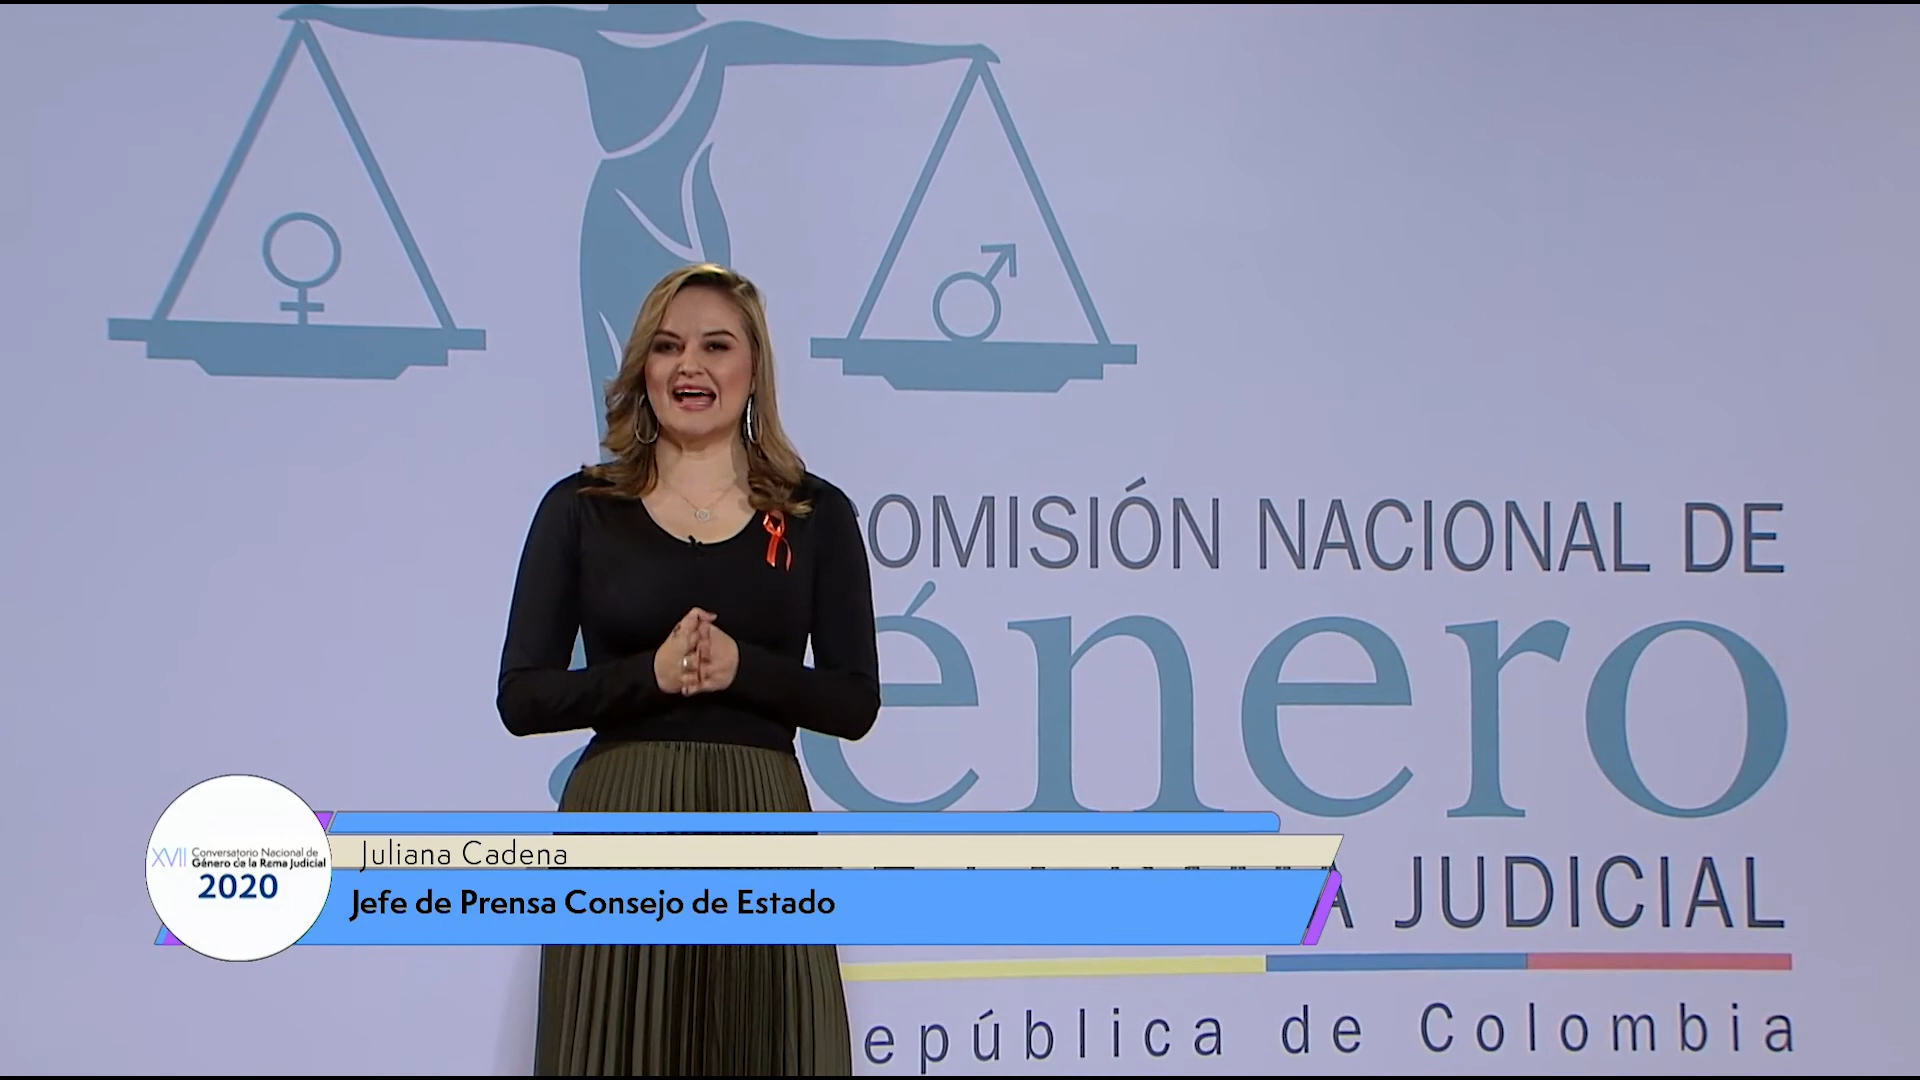 COMISIÓN NACIONAL DE
énero
JUDICIAL
epública de Colombia
XVII Conversatorio Nacional de
Género de la Rama Judicial
2020
Juliana Cadena
Jefe de Prensa Consejo de Estado